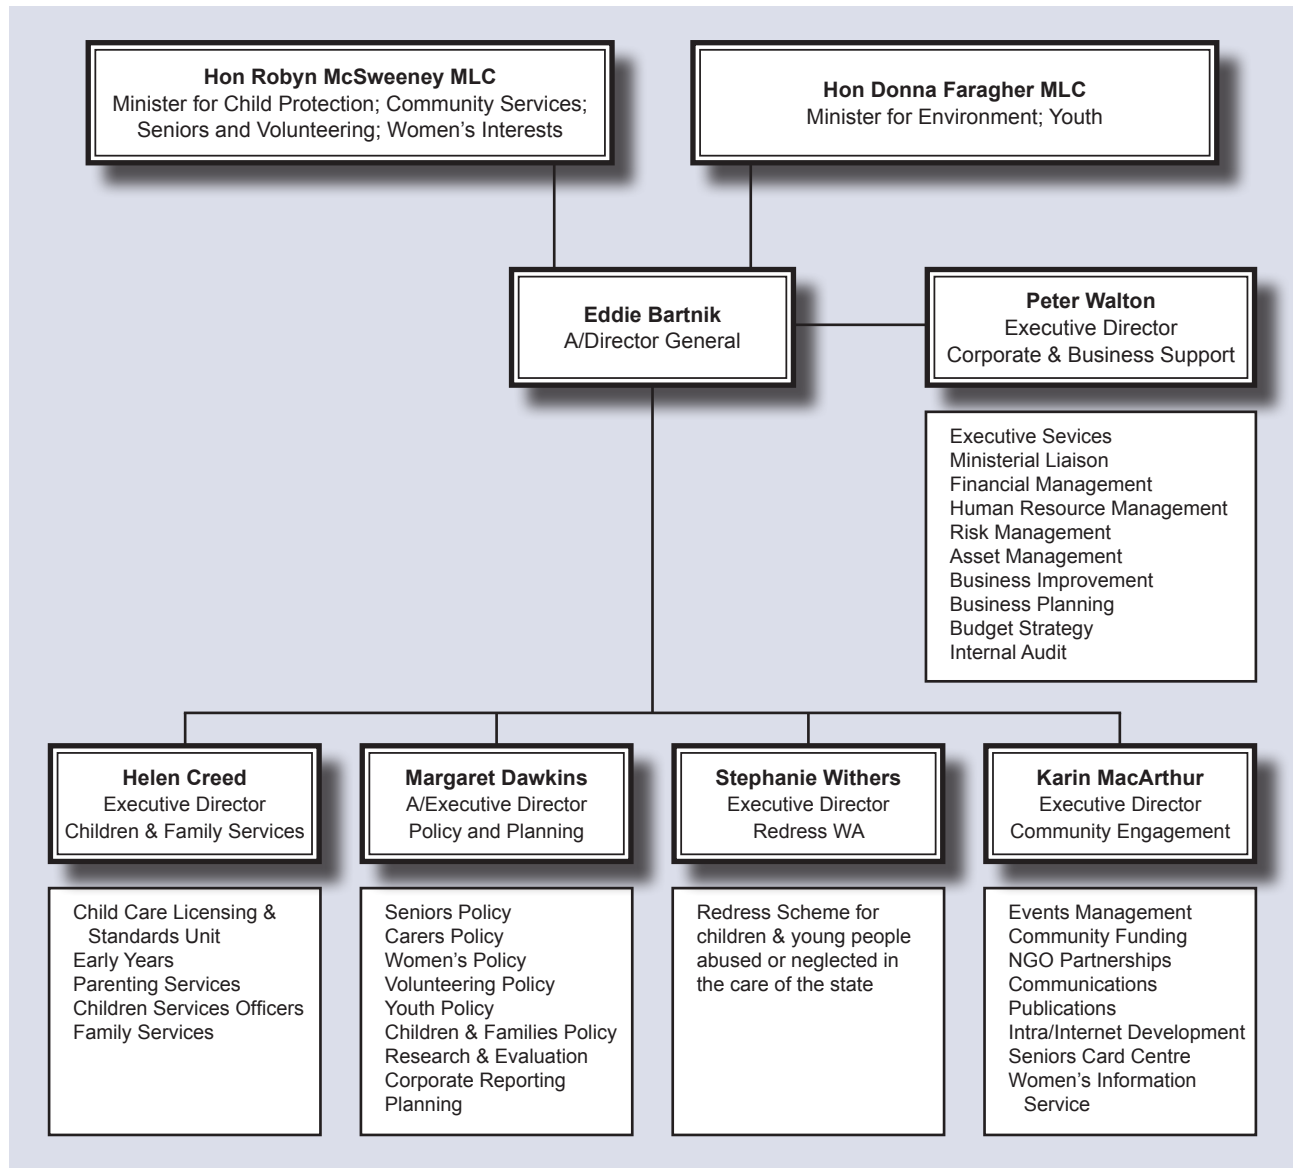 Hon Robyn McSweeney MLC
Minister for Child Protection; Community Services;
Seniors and Volunteering; Women's Interests
Hon Donna Faragher MLC
Minister for Environment; Youth
Eddie Bartnik
A/Director General
Peter Walton
Executive Director
Corporate & Business Support
Executive Sevices
Ministerial Liaison
Financial Management
Human Resource Management
Risk Management
Asset Management
Business Improvement
Business Planning
Budget Strategy
Internal Audit
Helen Creed
Executive Director
Children & Family Services
Child Care Licensing &
Standards Unit
Early Years
Parenting Services
Children Services Officers
Family Services
Margaret Dawkins
A/Executive Director
Policy and Planning
Seniors Policy
Carers Policy
Women's Policy
Volunteering Policy
Youth Policy
Children & Families Policy
Research & Evaluation
Corporate Reporting
Planning
Stephanie Withers
Executive Director
Redress WA
Redress Scheme for
children & young people
abused or neglected in
the care of the state
Karin MacArthur
Executive Director
Community Engagement
Events Management
Community Funding
NGO Partnerships
Communications
Publications
Intra/Internet Development
Seniors Card Centre
Women's Information
Service